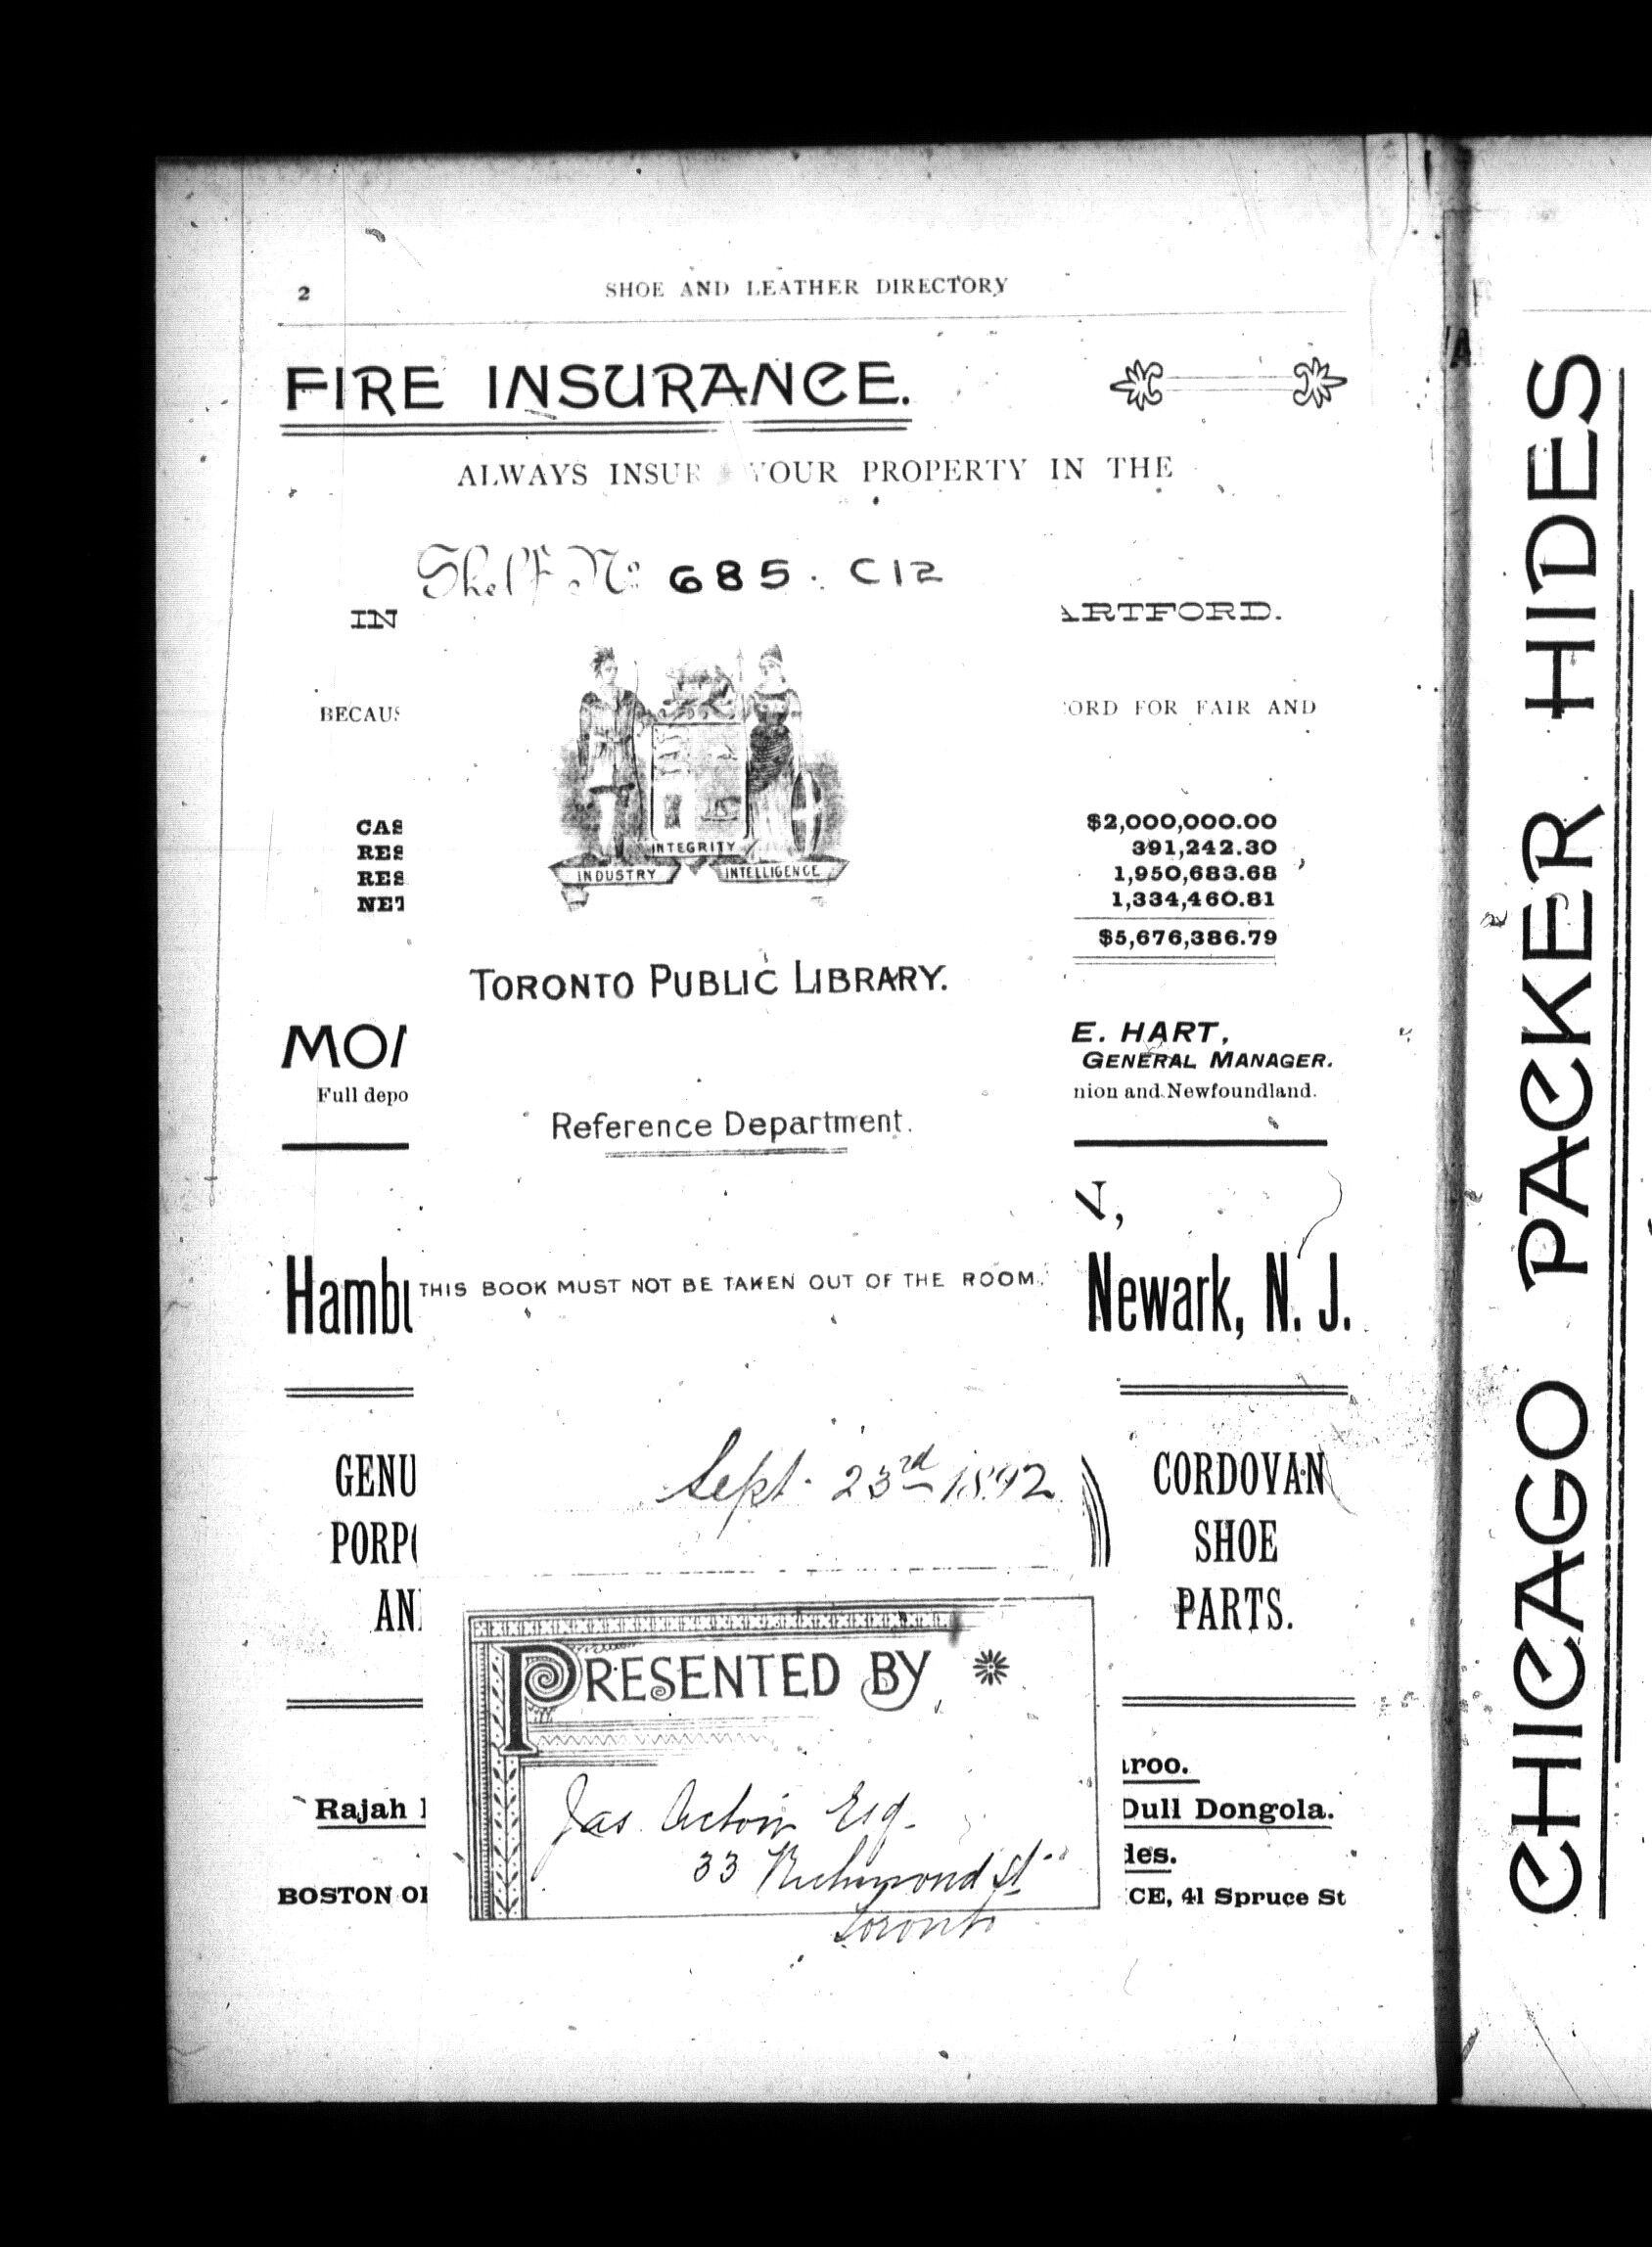 2 SHOE AND LEATHER DIRECTORY
FIRE INSURANCE.
ALWAYS INSUR YOUR PROPERTY IN THE
Shelf No 685. C12
IN ARTFORD.
BECAUS ORD FOR FAIR AND
CAS $2,000,000.00
RES 391,242.30
RES 1,950,683.68
NET 1,334,460.81
$5,676,386.79
INTEGRITY
INDUSTRY INTELLIGENCE
TORONTO PUBLIC LIBRARY.
MON E. HART,
GENERAL MANAGER.
Full depo nion and Newfoundland.
Reference Department.
N,
Hambu Newark, N. J.
THIS BOOK MUST NOT BE TAKEN OUT OF THE ROOM.
Sept. 23rd 1892
GENU CORDOVAN
PORPO SHOE
AN PARTS.
PRESENTED BY
Jas. Acton Esq.
33 Richmond St
Toronto
aroo.
Rajah Dull Dongola.
des.
BOSTON OF CE, 41 Spruce St
CHICAGO PACKER HIDES